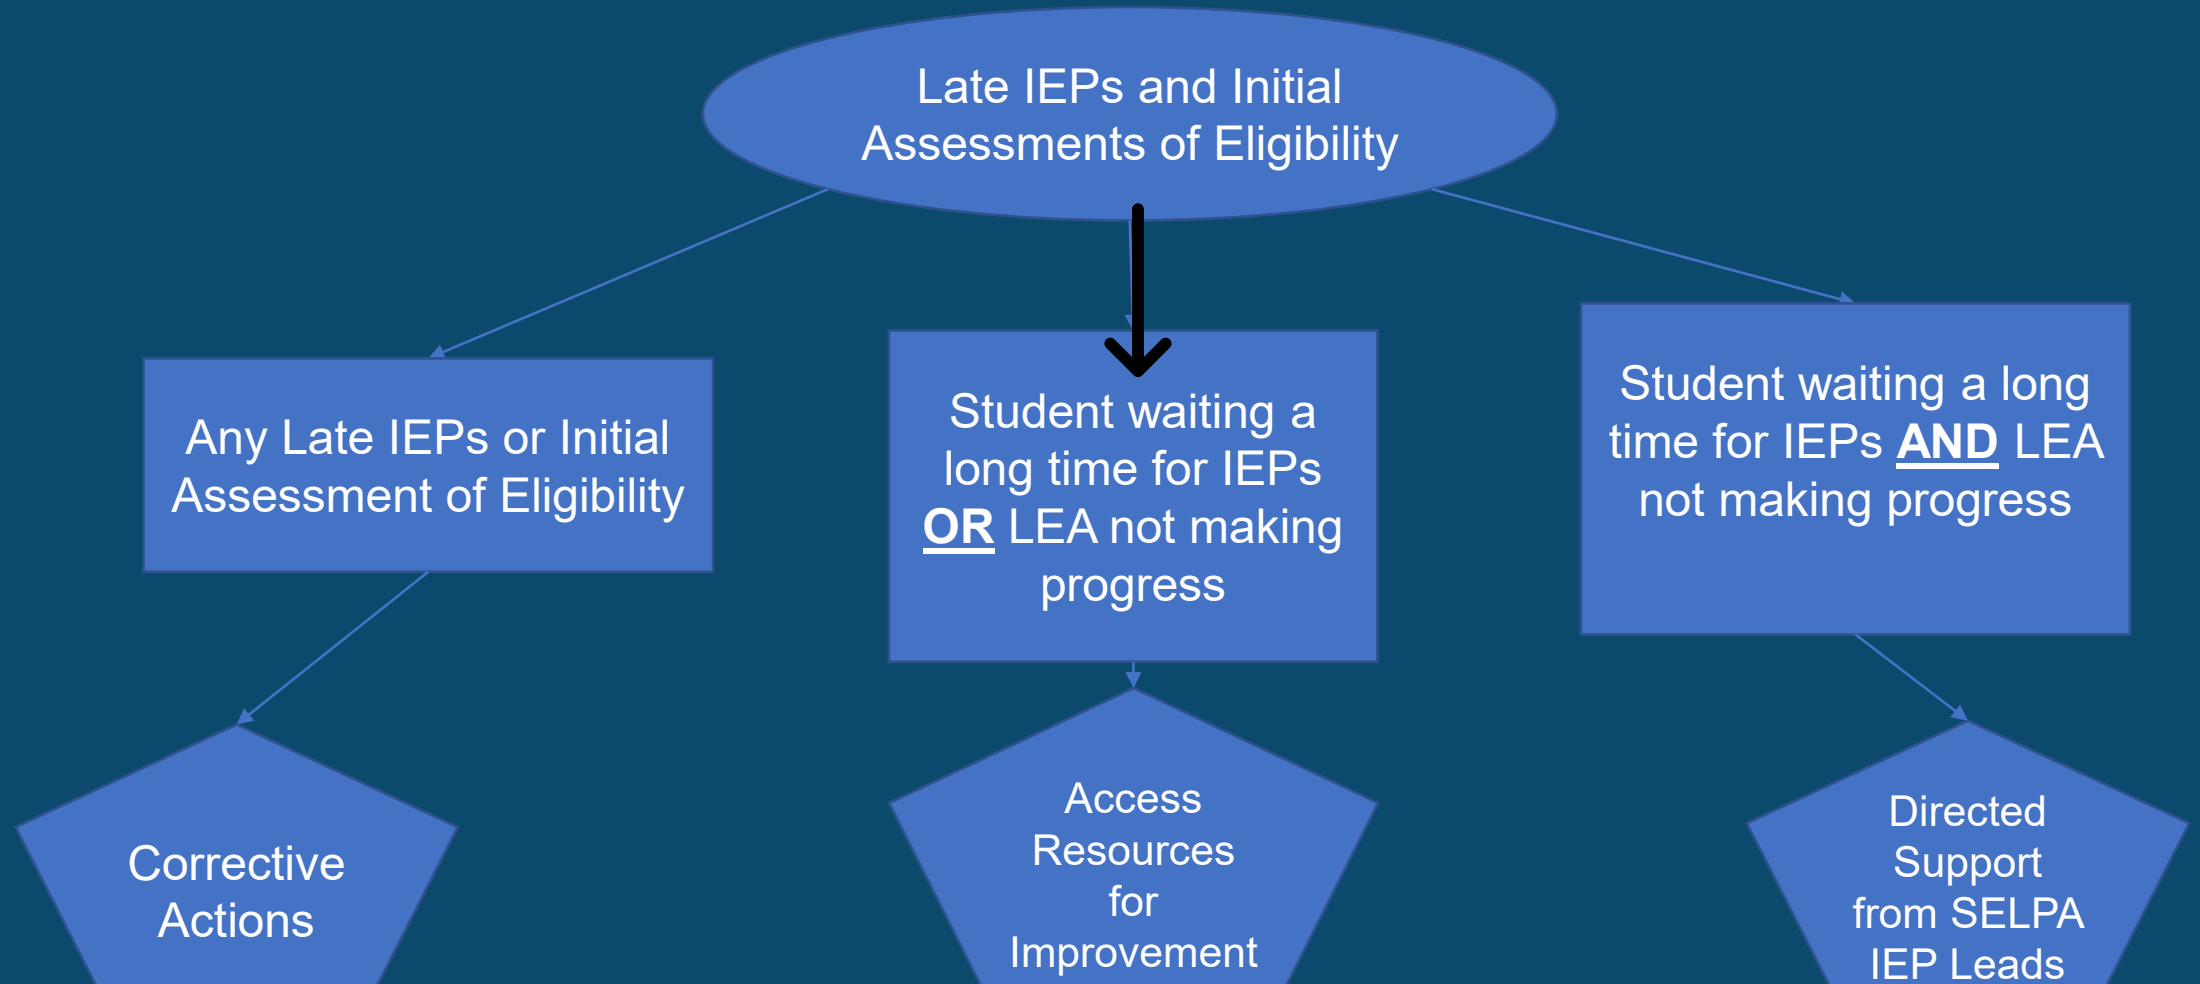 Late IEPs and Initial
Assessments of Eligibility
Any Late IEPs or Initial
Assessment of Eligibility
Student waiting a
long time for IEPs
OR LEA not making
progress
Student waiting a long
time for IEPs AND LEA
not making progress
Corrective
Actions
Access
Resources
for
Improvement
Directed
Support
from SELPA
IEP Leads